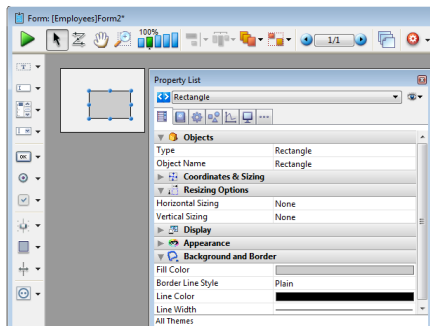 Form: [Employees]Form2*
100%
1/1
Property List
Rectangle
OK
Objects
Type Rectangle
Object Name Rectangle
Coordinates & Sizing
Resizing Options
Horizontal Sizing None
Vertical Sizing None
Display
Appearance
Background and Border
Fill Color
Border Line Style Plain
Line Color
Line Width
All Themes